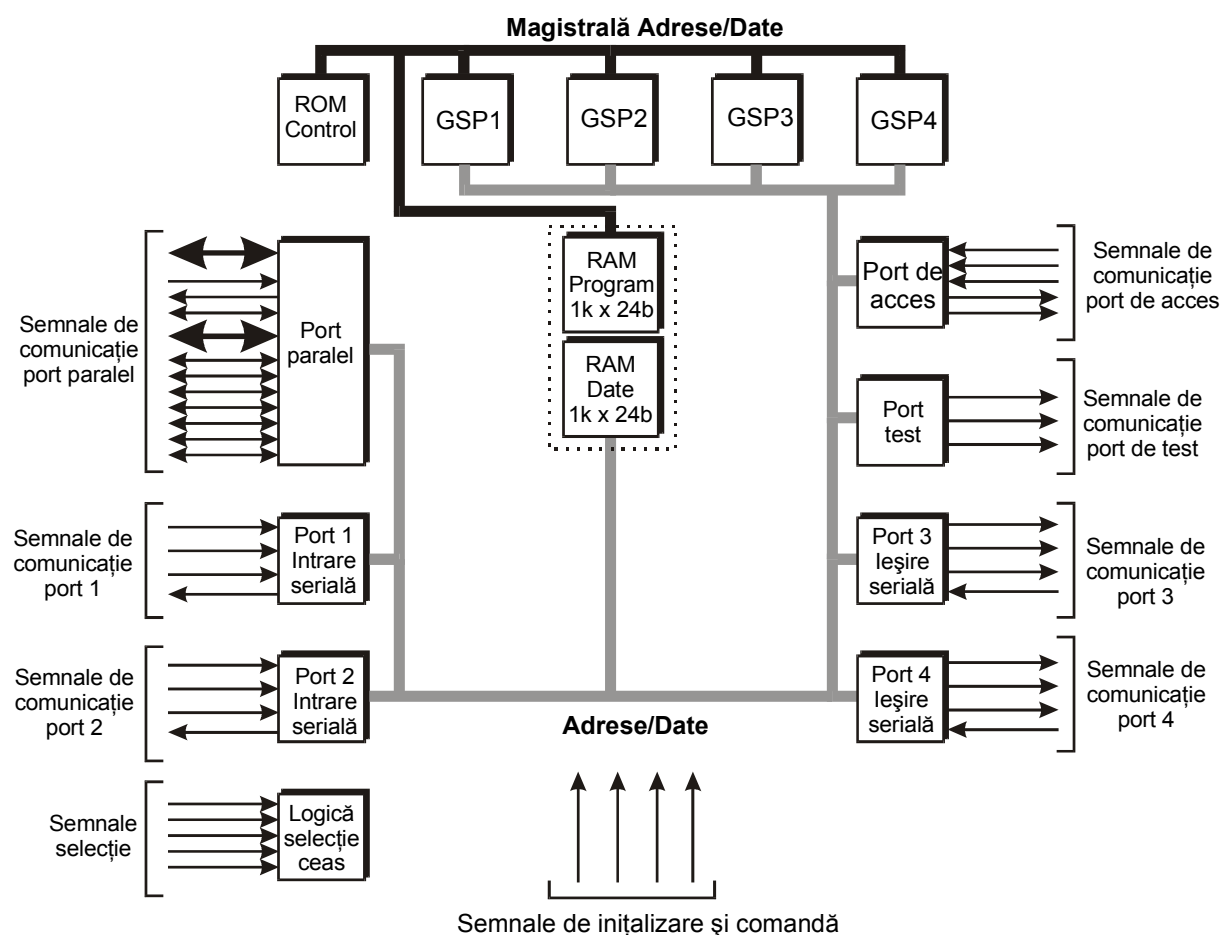 Magistrală Adrese/Date
ROM
Control
GSP1
GSP2
GSP3
GSP4
Semnale de
comunicație
port paralel
Port
paralel
RAM
Program
1k x 24b
RAM
Date
1k x 24b
Port de
acces
Semnale de
comunicație
port de acces
Port
test
Semnale de
comunicație
port de test
Semnale de
comunicație
port 1
Port 1
Intrare
serială
Port 3
Ieşire
serială
Semnale de
comunicație
port 3
Semnale de
comunicație
port 2
Port 2
Intrare
serială
Port 4
Ieşire
serială
Semnale de
comunicație
port 4
Adrese/Date
Semnale
selecție
Logică
selecție
ceas
Semnale de inițalizare şi comandă